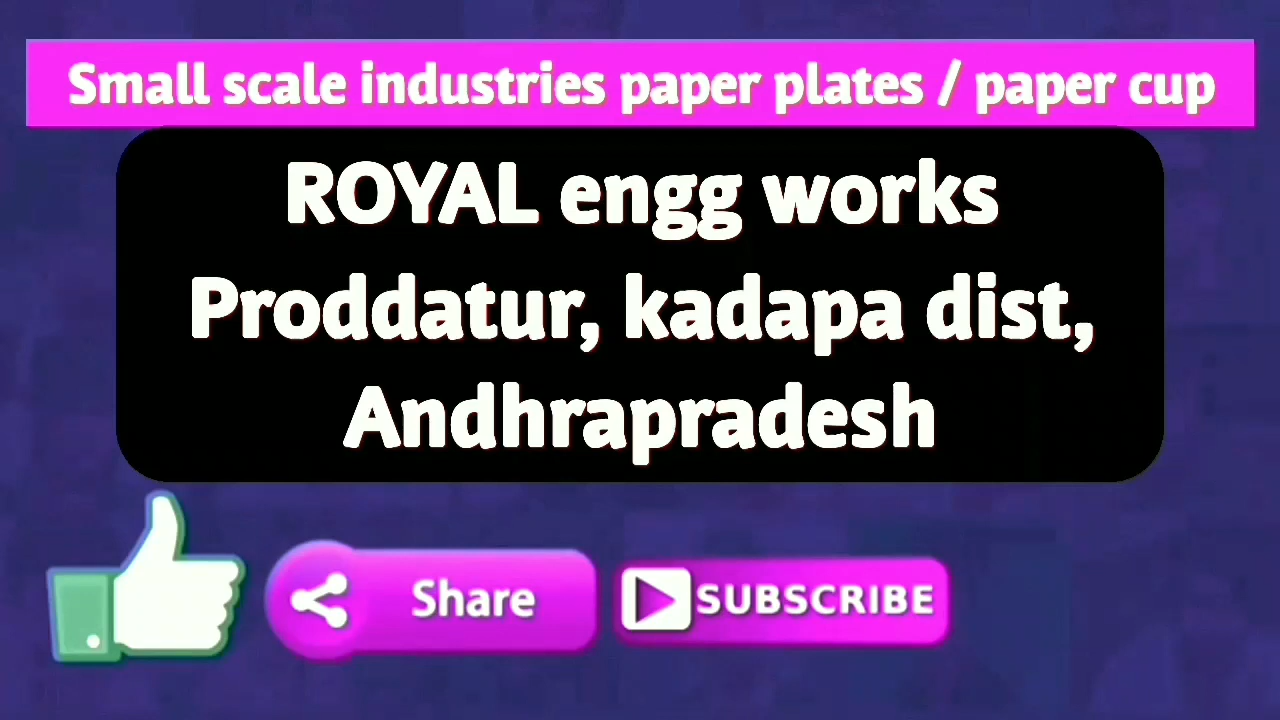 Small scale industries paper plates / paper cup
ROYAL engg works
Proddatur, kadapa dist,
Andhrapradesh
Share
SUBSCRIBE